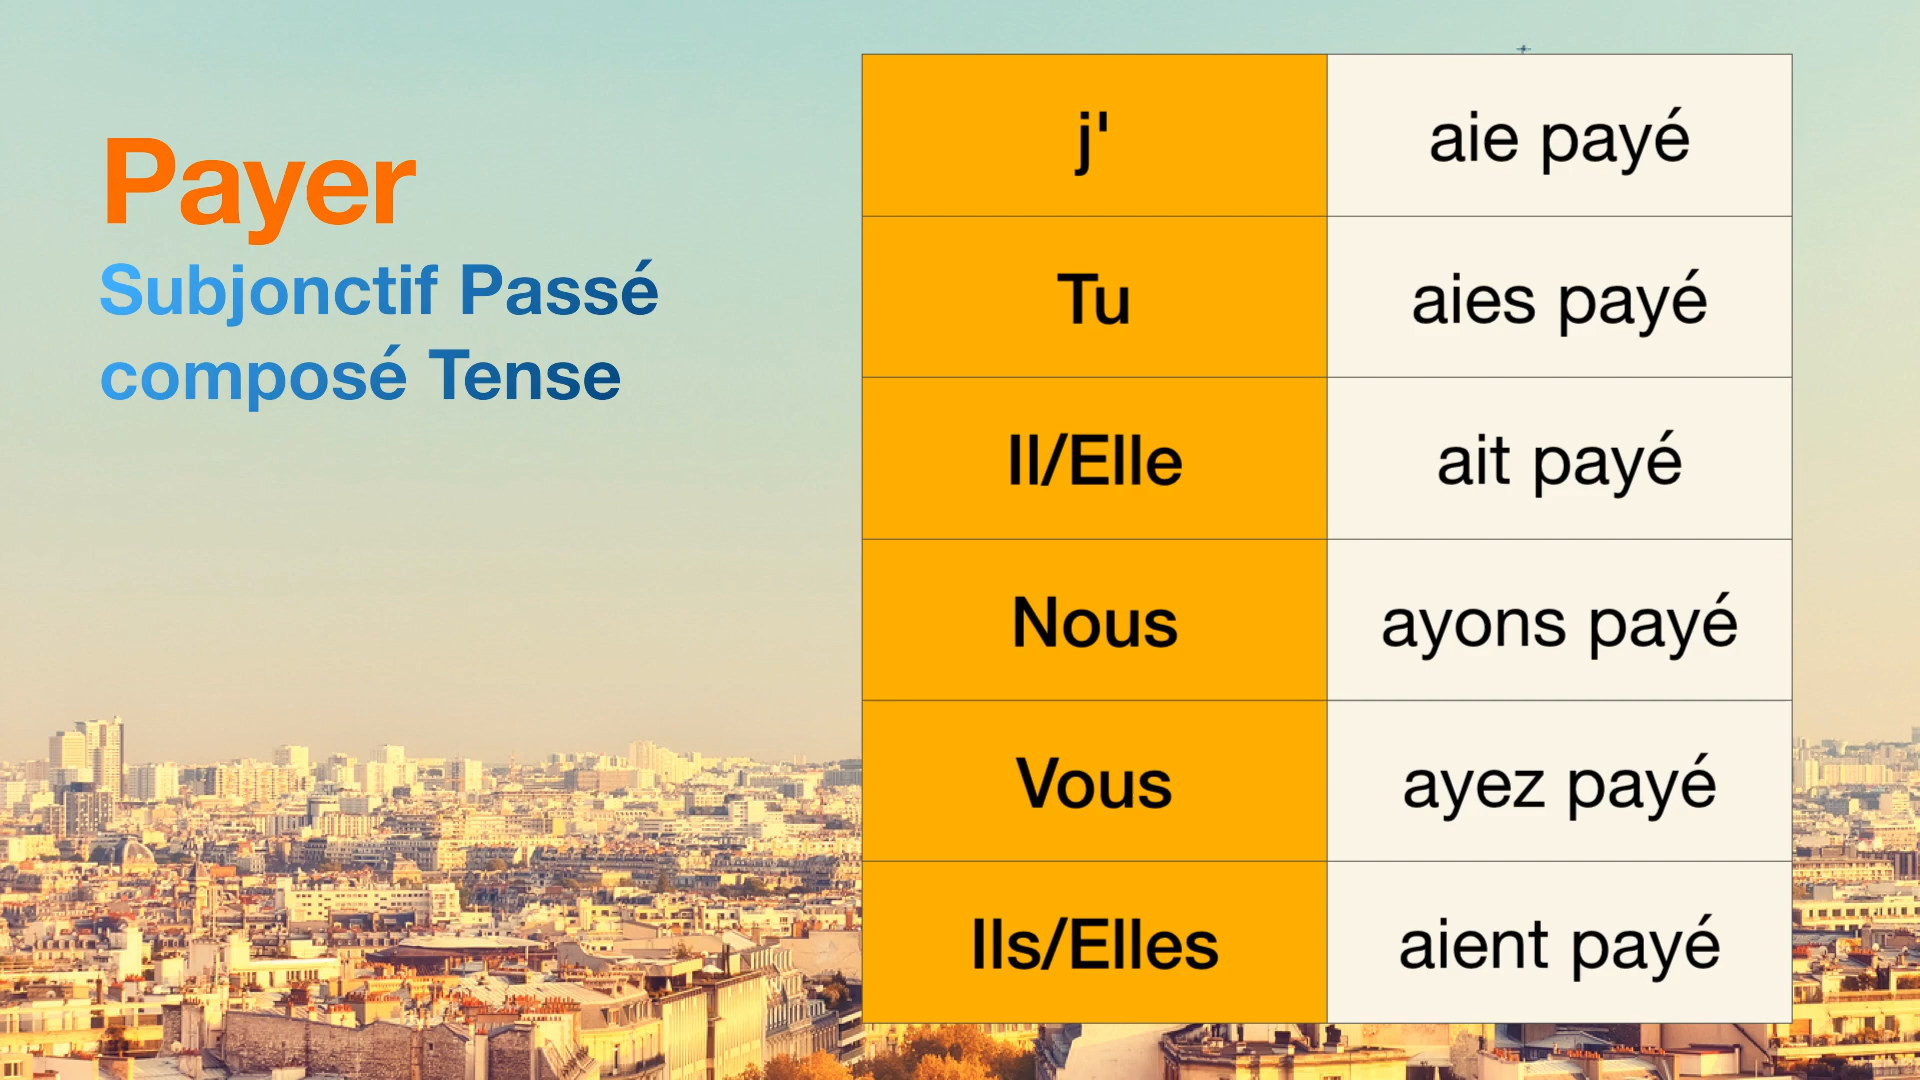 Payer
Subjonctif Passé
composé Tense
j' aie payé
Tu aies payé
Il/Elle ait payé
Nous ayons payé
Vous ayez payé
Ils/Elles aient payé